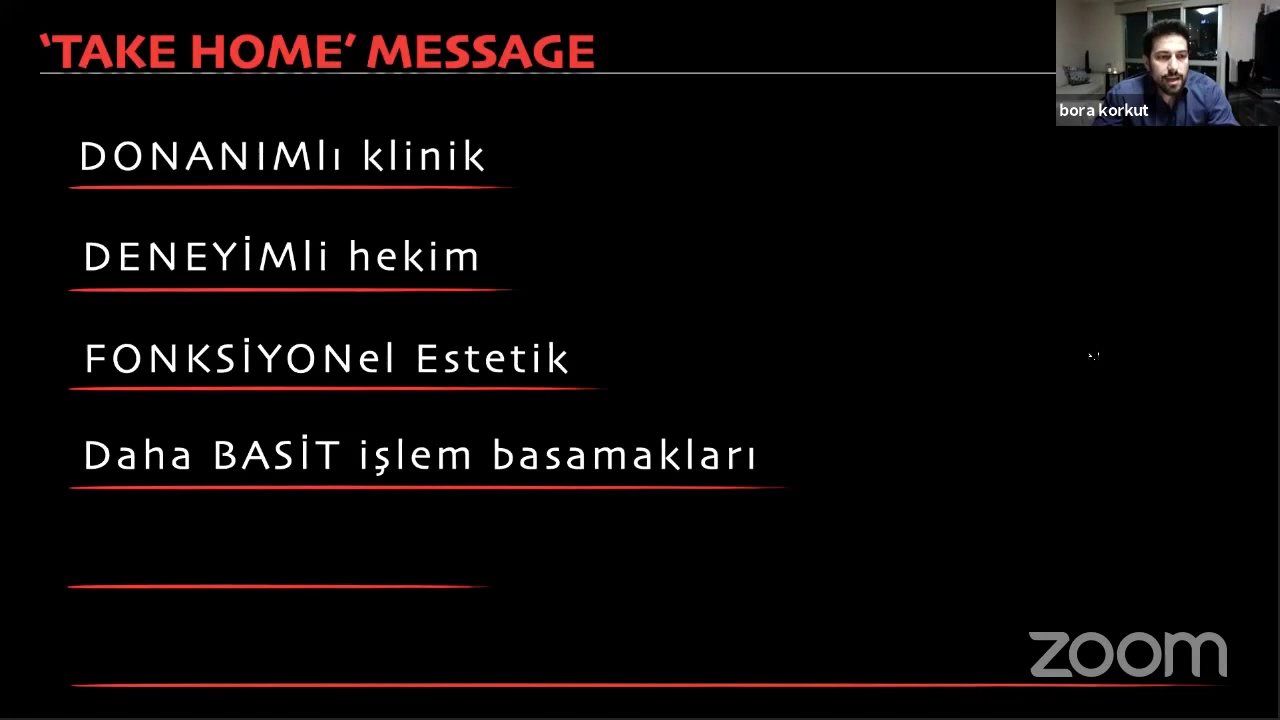 ‘TAKE HOME’ MESSAGE
bora korkut
DONANIMlı klinik
DENEYİMli hekim
FONKSİYONel Estetik
Daha BASİT işlem basamakları
zoom